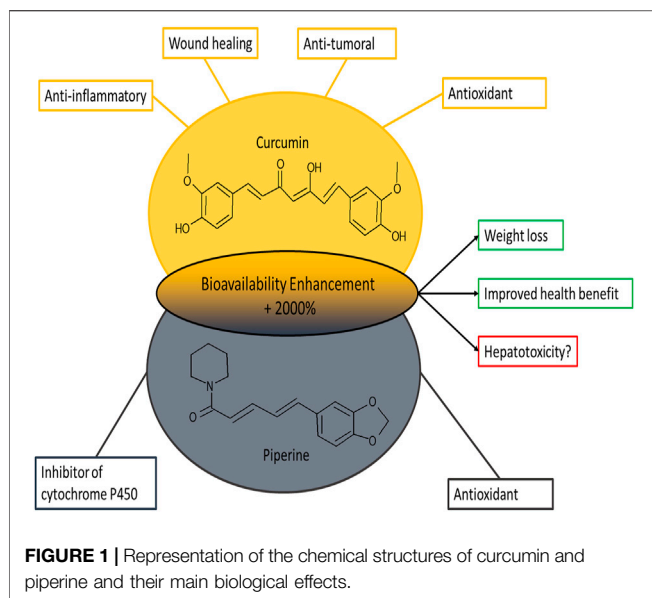 Wound healing
Anti-tumoral
Anti-inflammatory
Antioxidant
Curcumin
O
OH
O
O
HO
OH
Weight loss
Bioavailability Enhancement
+ 2000%
Improved health benefit
Hepatotoxicity?
N
O
O
O
Piperine
Inhibitor of
cytochrome P450
Antioxidant
FIGURE 1 | Representation of the chemical structures of curcumin and
piperine and their main biological effects.